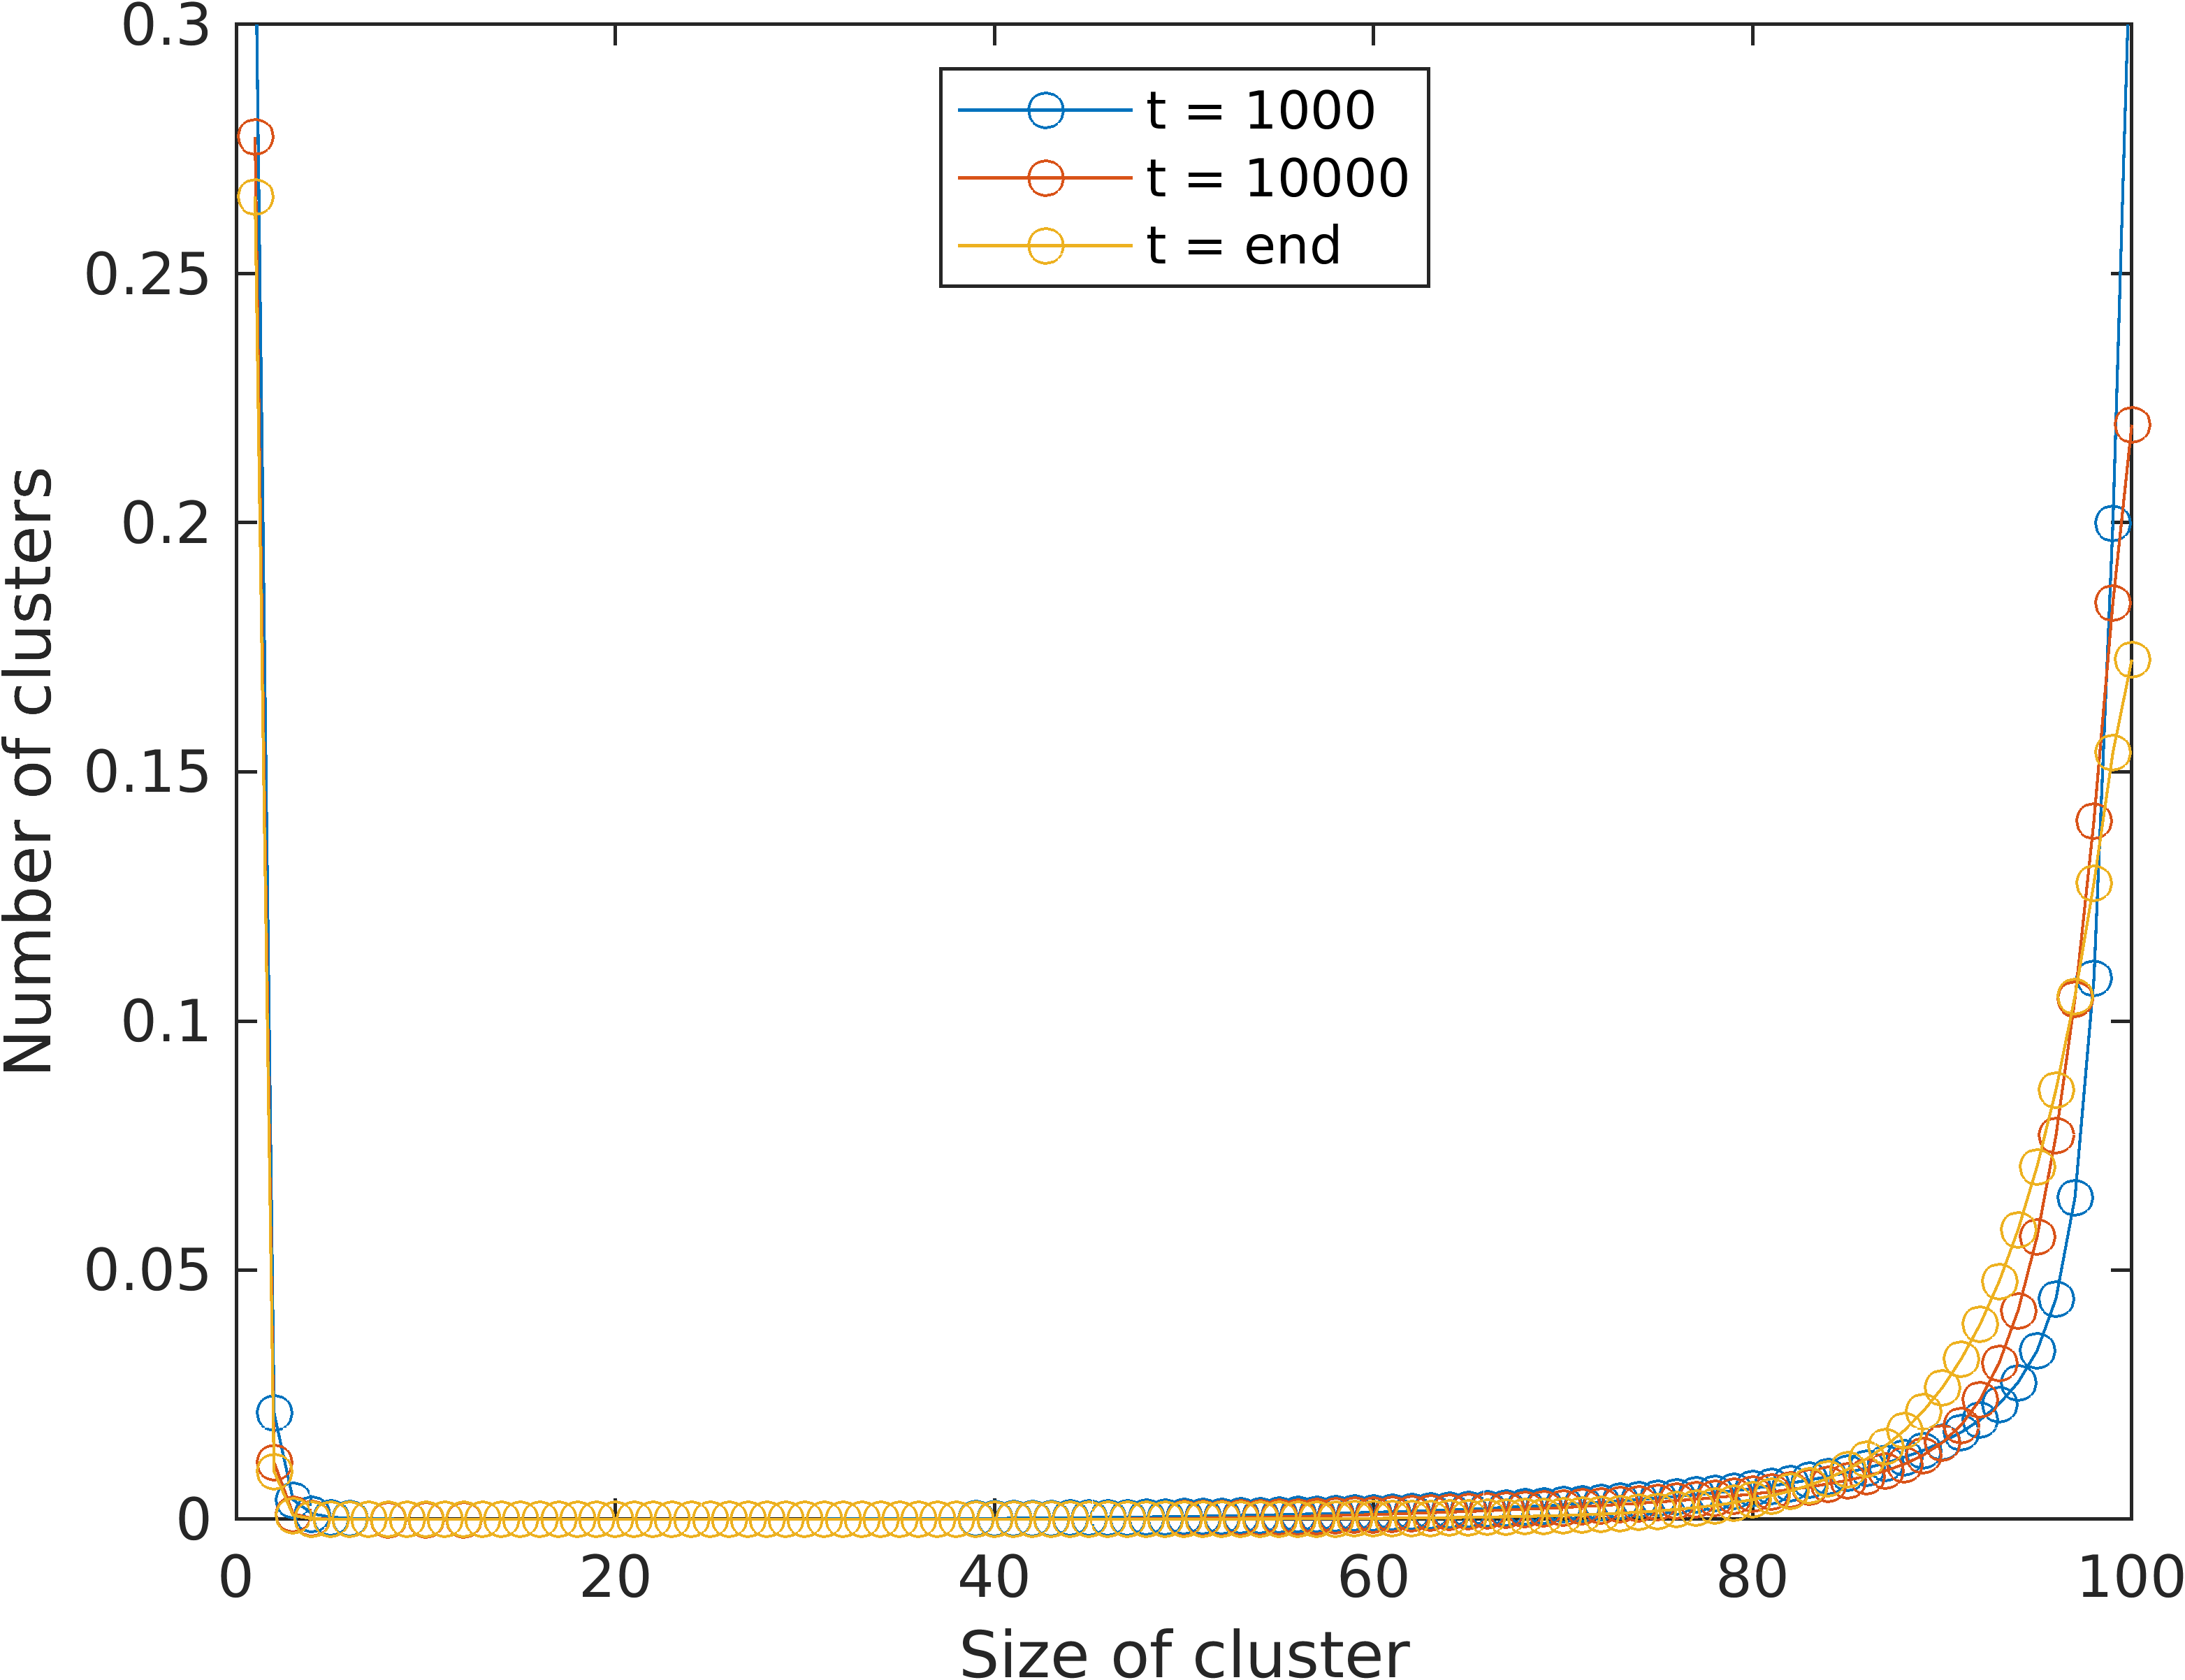 0.3
0.25
0.2
0.15
0.1
0.05
0
Number of clusters
t = 1000
t = 10000
t = end
0 20 40 60 80 100
Size of cluster